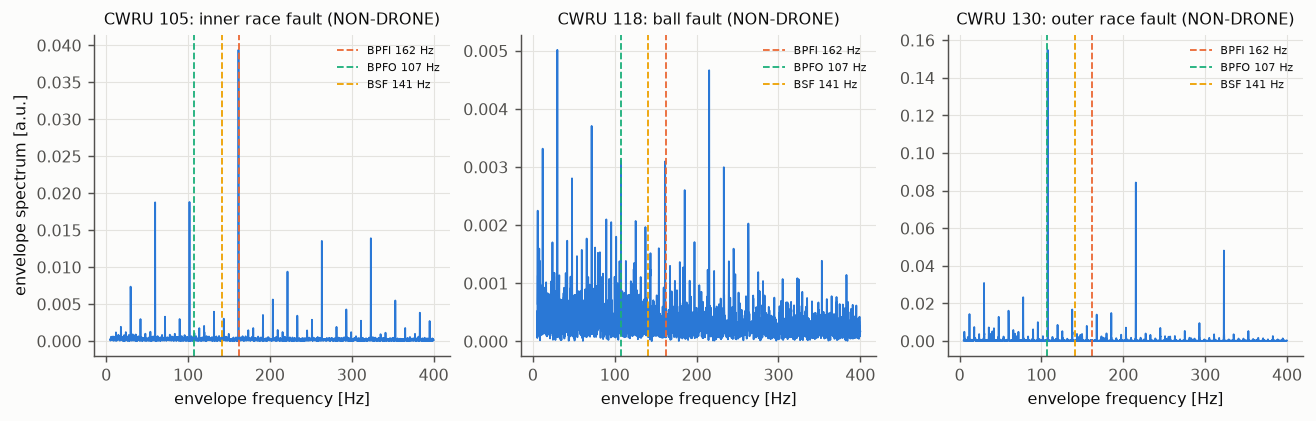 CWRU 105: inner race fault (NON-DRONE)
envelope spectrum [a.u.]
0.040
0.035
0.030
0.025
0.020
0.015
0.010
0.005
0.000
BPFI 162 Hz
BPFO 107 Hz
BSF 141 Hz
0 100 200 300 400
envelope frequency [Hz]
CWRU 118: ball fault (NON-DRONE)
0.005
0.004
0.003
0.002
0.001
0.000
BPFI 162 Hz
BPFO 107 Hz
BSF 141 Hz
0 100 200 300 400
envelope frequency [Hz]
CWRU 130: outer race fault (NON-DRONE)
0.16
0.14
0.12
0.10
0.08
0.06
0.04
0.02
0.00
BPFI 162 Hz
BPFO 107 Hz
BSF 141 Hz
0 100 200 300 400
envelope frequency [Hz]